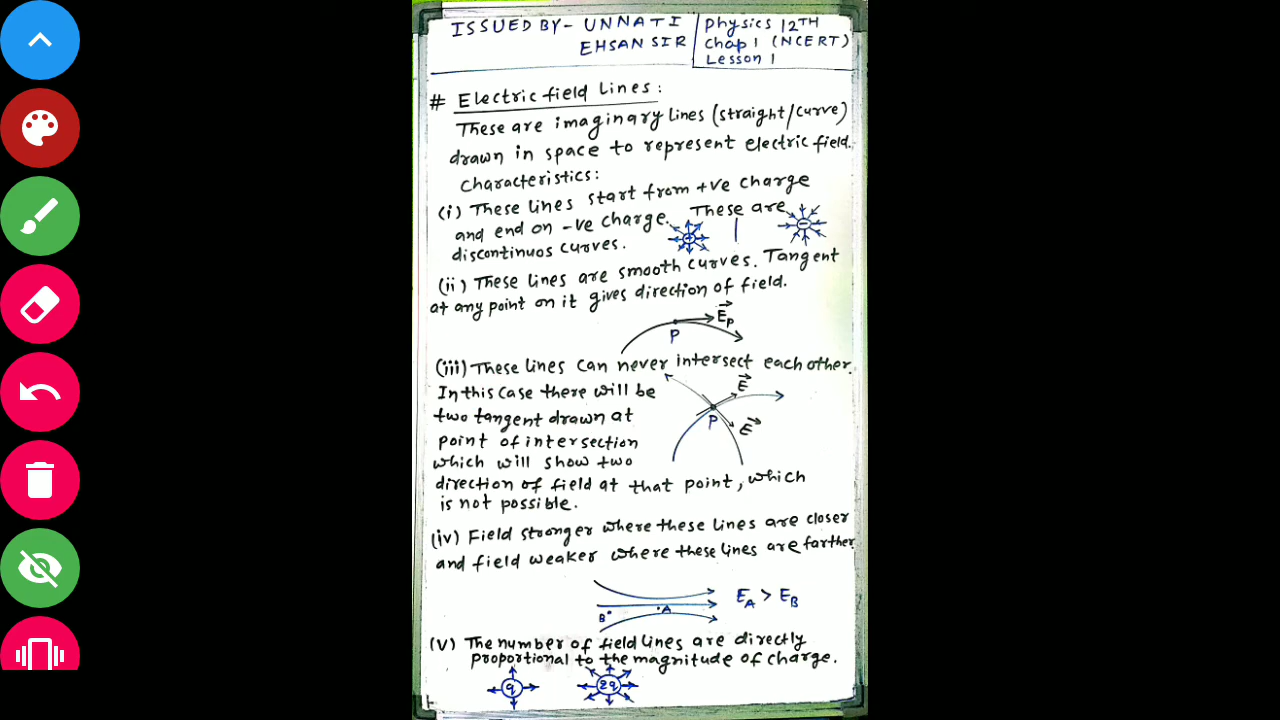 ISSUED BY- UNNATI
EHSAN SIR
Physics 12TH
Chap 1 (NCERT)
Lesson 1
# Electric field Lines:
These are imaginary Lines (straight/curve)
drawn in space to represent electric field.
Characteristics:
(i) These Lines start from +ve charge
and end on -ve charge. These are
discontinuos curves.
+
-
(ii) These Lines are smooth curves. Tangent
at any point on it gives direction of field.
E⃗p
P
(iii) These Lines can never intersect each other.
In this case there will be
two tangent drawn at
point of intersection
which will show two
direction of field at that point, which
is not possible.
E⃗
P
E⃗
(iv) Field stronger where these Lines are closer
and field weaker where these Lines are farther
B
A
E_A > E_B
(v) The number of field Lines are directly
proportional to the magnitude of charge.
q
2q